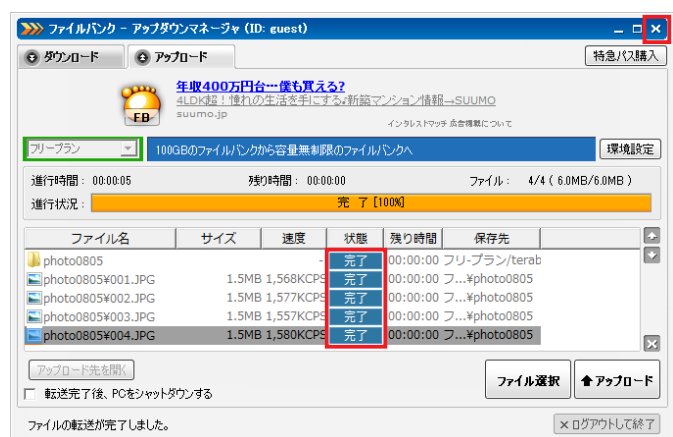 ファイルバンク - アップダウンマネージャ (ID: guest)
ダウンロード
アップロード
特急パス購入
FB
年収400万円台…僕も買える?
4LDK超!憧れの生活を手にする♪新築マンション情報→SUUMO
suumo.jp
インタレストマッチ 広告掲載について
フリープラン
100GBのファイルバンクから容量無制限のファイルバンクへ
環境設定
進行時間: 00:00:05
残り時間: 00:00:00
ファイル: 4/4 ( 6.0MB/6.0MB )
進行状況:
完 了 [100%]
ファイル名 サイズ 速度 状態 残り時間 保存先
photo0805 - 完了 00:00:00 フリ-プラン/terab
photo0805¥001.JPG 1.5MB 1,568KCPS 完了 00:00:00 フ...¥photo0805
photo0805¥002.JPG 1.5MB 1,577KCPS 完了 00:00:00 フ...¥photo0805
photo0805¥003.JPG 1.5MB 1,557KCPS 完了 00:00:00 フ...¥photo0805
photo0805¥004.JPG 1.5MB 1,580KCPS 完了 00:00:00 フ...¥photo0805
アップロード先を開く
転送完了後、PCをシャットダウンする
ファイル選択
アップロード
ファイルの転送が完了しました。
×ログアウトして終了